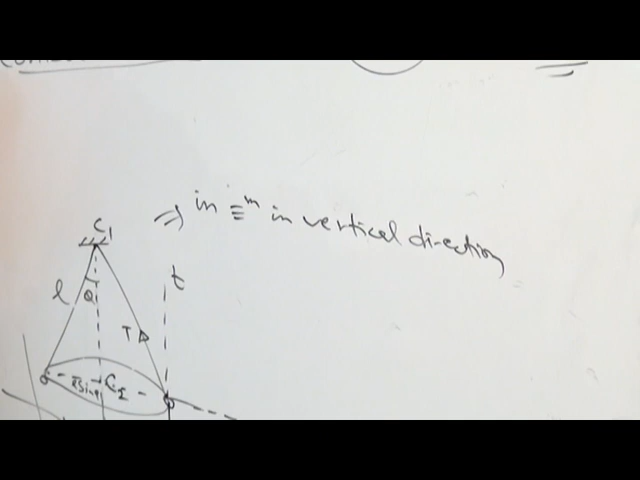 ⇒ in ≡ᵐ in vertical direction
C₁
t
l
θ
T
C₂